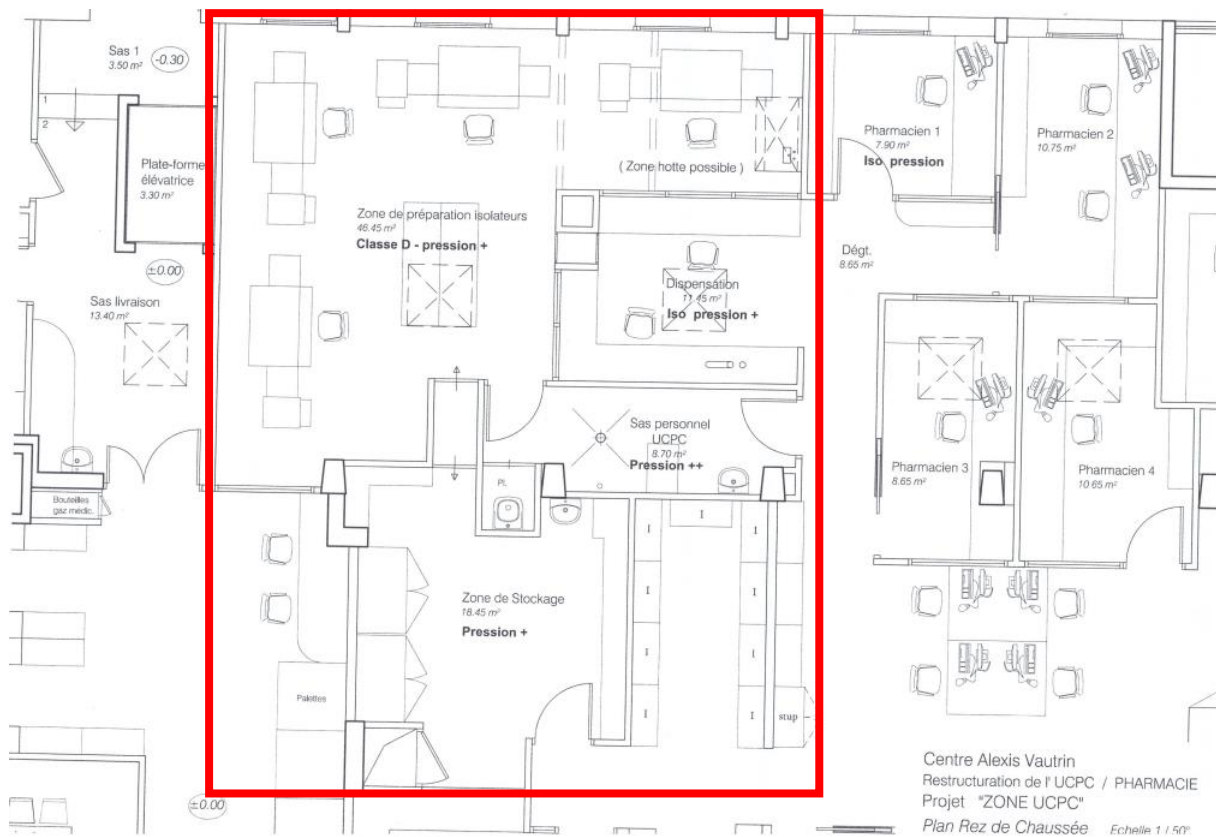 Sas 1
3.50 m²
-0.30
1
2
Plate-forme
élévatrice
3.30 m²
±0.00
Sas livraison
13.40 m²
Bouteilles
gaz médic.
Zone de préparation isolateurs
46.45 m²
Classe D - pression +
( Zone hotte possible )
Dispensation
11.45 m²
Iso pression +
Sas personnel
UCPC
8.70 m²
Pression ++
Pl.
Zone de Stockage
18.45 m²
Pression +
Palettes
I
I
I
I
I
I
I
I
I
stup
Pharmacien 1
7.90 m²
Iso pression
Pharmacien 2
10.75 m²
Dégt.
8.65 m²
Pharmacien 3
8.65 m²
Pharmacien 4
10.65 m²
±0.00
Centre Alexis Vautrin
Restructuration de l' UCPC / PHARMACIE
Projet "ZONE UCPC"
Plan Rez de Chaussée Echelle 1 / 50°